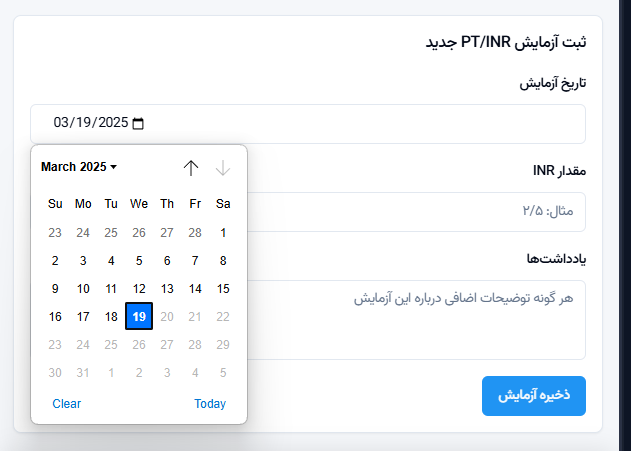 ثبت آزمایش PT/INR جدید
تاریخ آزمایش
03/19/2025
March 2025
Su Mo Tu We Th Fr Sa
23 24 25 26 27 28 1
2 3 4 5 6 7 8
9 10 11 12 13 14 15
16 17 18 19 20 21 22
23 24 25 26 27 28 29
30 31 1 2 3 4 5
Clear Today
مقدار INR
مثال: ۲/۵
یادداشت‌ها
هر گونه توضیحات اضافی درباره این آزمایش
ذخیره آزمایش